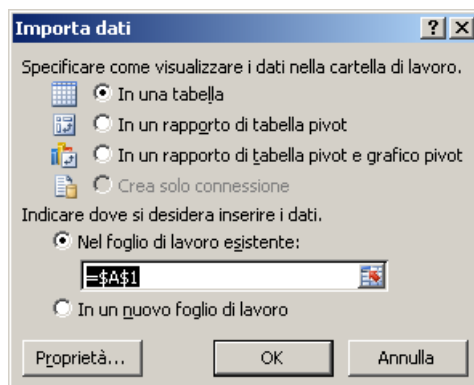 Importa dati
Specificare come visualizzare i dati nella cartella di lavoro.
In una tabella
In un rapporto di tabella pivot
In un rapporto di tabella pivot e grafico pivot
Crea solo connessione
Indicare dove si desidera inserire i dati.
Nel foglio di lavoro esistente:
=$A$1
In un nuovo foglio di lavoro
Proprietà... OK Annulla